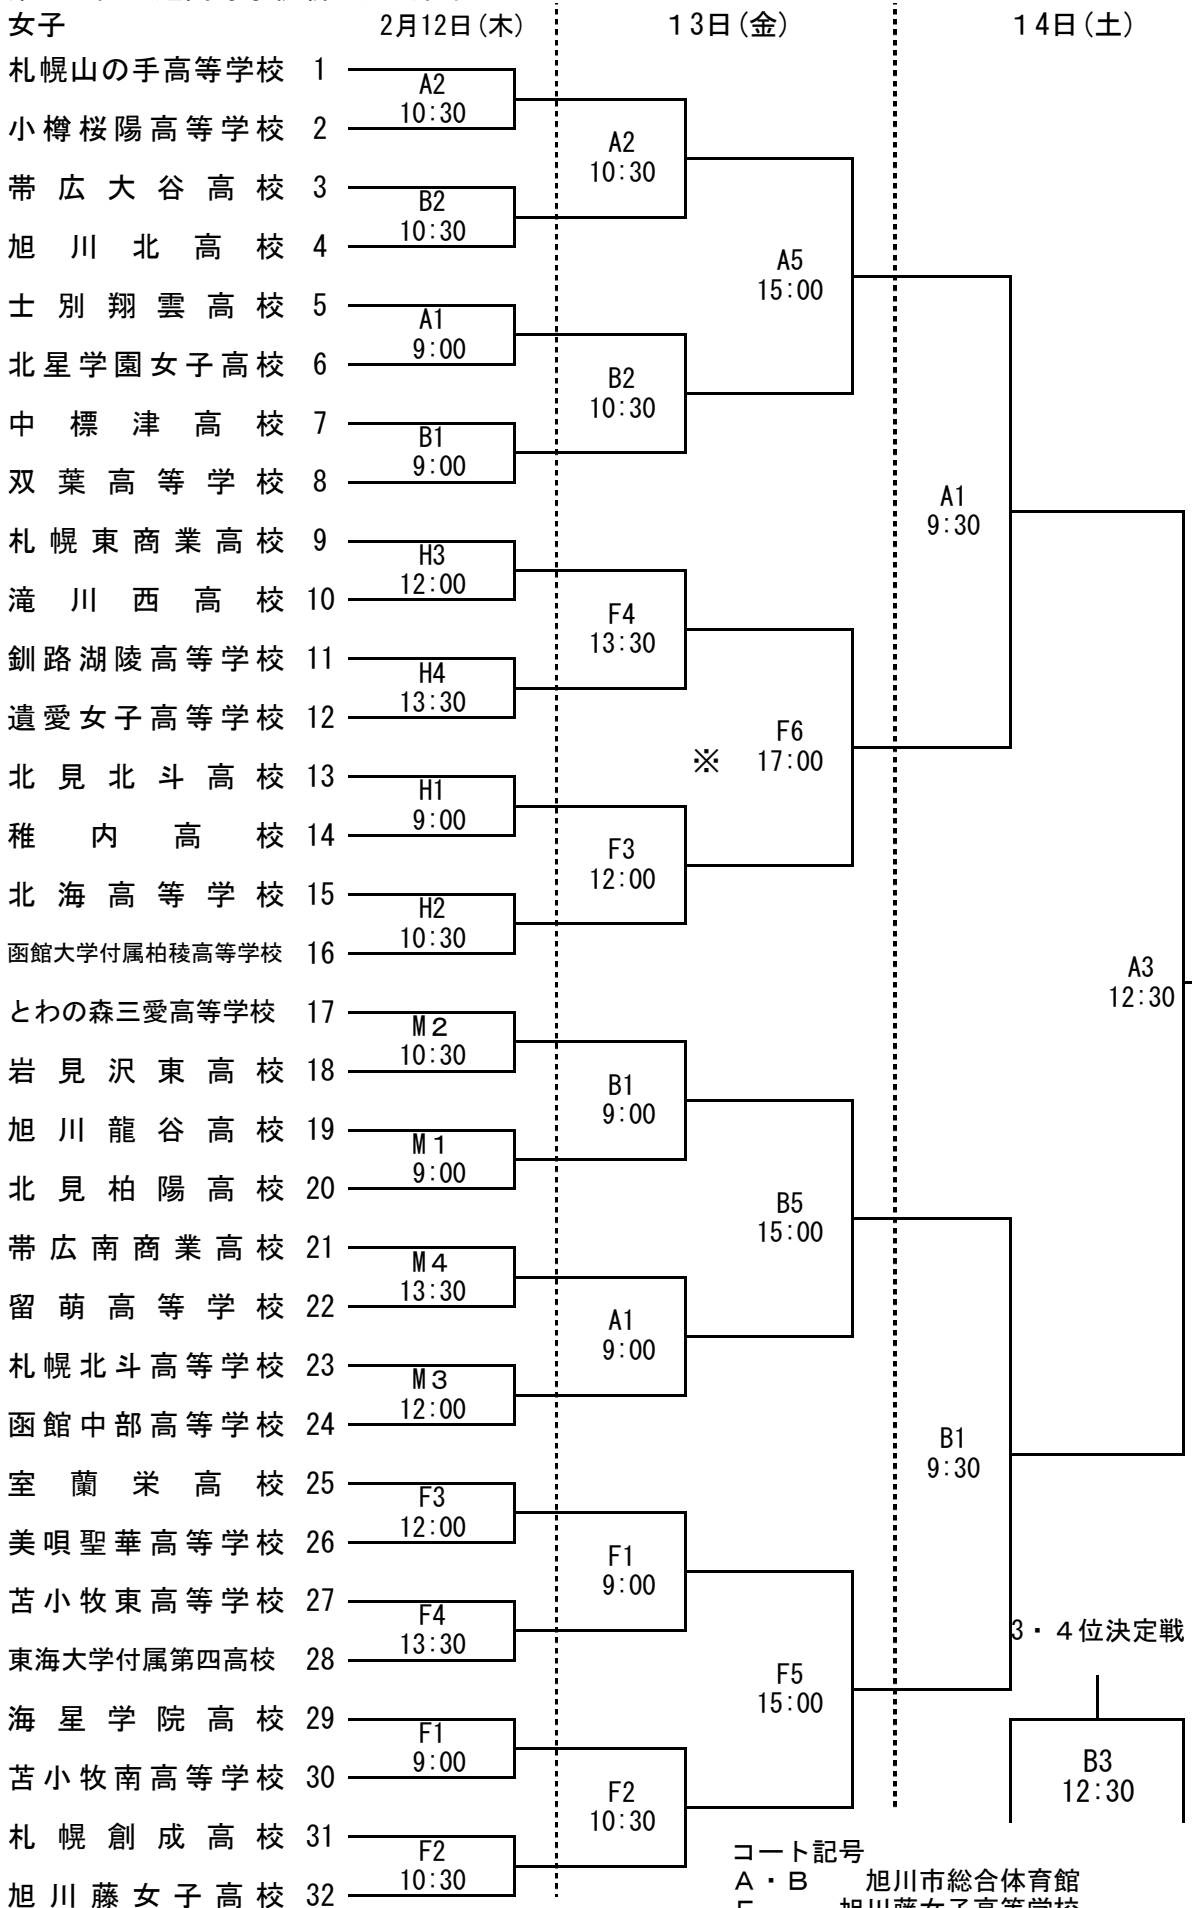 女子 2月12日(木) 13日(金) 14日(土)
札幌山の手高等学校 1
A2
10:30
小樽桜陽高等学校 2
A2
10:30
帯広大谷高校 3
B2
10:30
旭川北高校 4
A5
15:00
士別翔雲高校 5
A1
9:00
北星学園女子高校 6
B2
10:30
中標津高校 7
B1
9:00
双葉高等学校 8
A1
9:30
札幌東商業高校 9
H3
12:00
滝川西高校 10
F4
13:30
釧路湖陵高等学校 11
H4
13:30
遺愛女子高等学校 12
F6
※ 17:00
北見北斗高校 13
H1
9:00
稚内高校 14
F3
12:00
北海高等学校 15
H2
10:30
函館大学付属柏稜高等学校 16
A3
12:30
とわの森三愛高等学校 17
M2
10:30
岩見沢東高校 18
B1
9:00
旭川龍谷高校 19
M1
9:00
北見柏陽高校 20
B5
15:00
帯広南商業高校 21
M4
13:30
留萌高等学校 22
A1
9:00
札幌北斗高等学校 23
M3
12:00
函館中部高等学校 24
B1
9:30
室蘭栄高校 25
F3
12:00
美唄聖華高等学校 26
F1
9:00
苫小牧東高等学校 27
F4
13:30
3・4位決定戦
東海大学付属第四高校 28
F5
15:00
海星学院高校 29
F1
9:00
苫小牧南高等学校 30
B3
12:30
F2
10:30
札幌創成高校 31
F2
10:30
旭川藤女子高校 32
コート記号
A・B 旭川市総合体育館
F 旭川藤女子高等学校